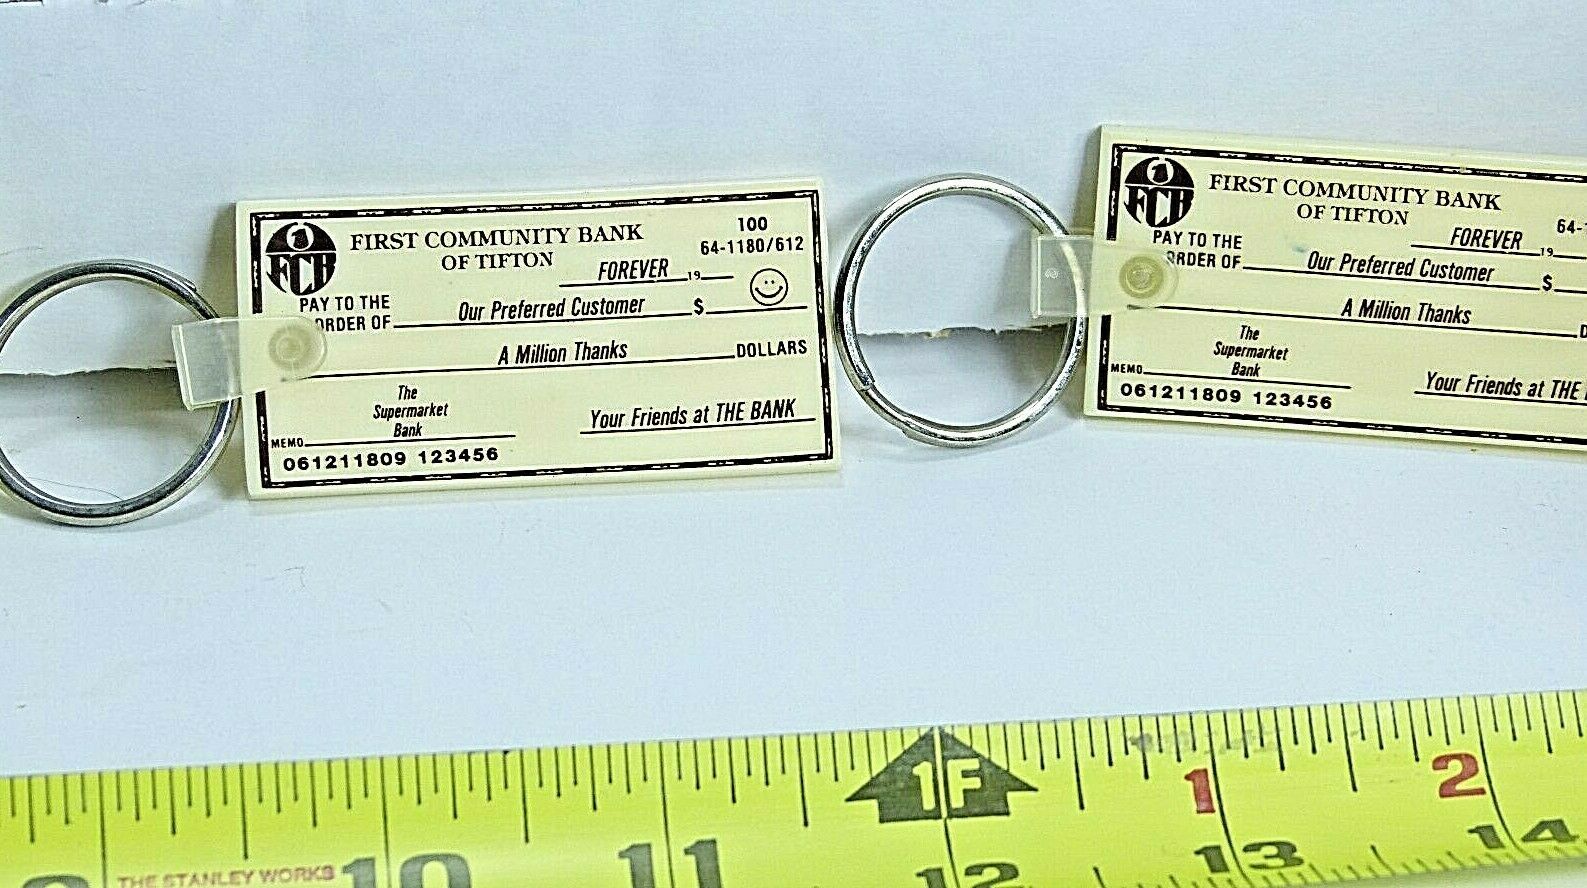 FCB
FIRST COMMUNITY BANK
OF TIFTON
100
64-1180/612
FOREVER 19
PAY TO THE
ORDER OF Our Preferred Customer $
A Million Thanks DOLLARS
The
Supermarket
Bank
MEMO
Your Friends at THE BANK
061211809 123456
FCB
FIRST COMMUNITY BANK
OF TIFTON
64-
FOREVER 19
PAY TO THE
ORDER OF Our Preferred Customer $
A Million Thanks
The
Supermarket
Bank
MEMO
Your Friends at THE
061211809 123456
1F 1 2
THE STANLEY WORKS
10 11 12 13 14